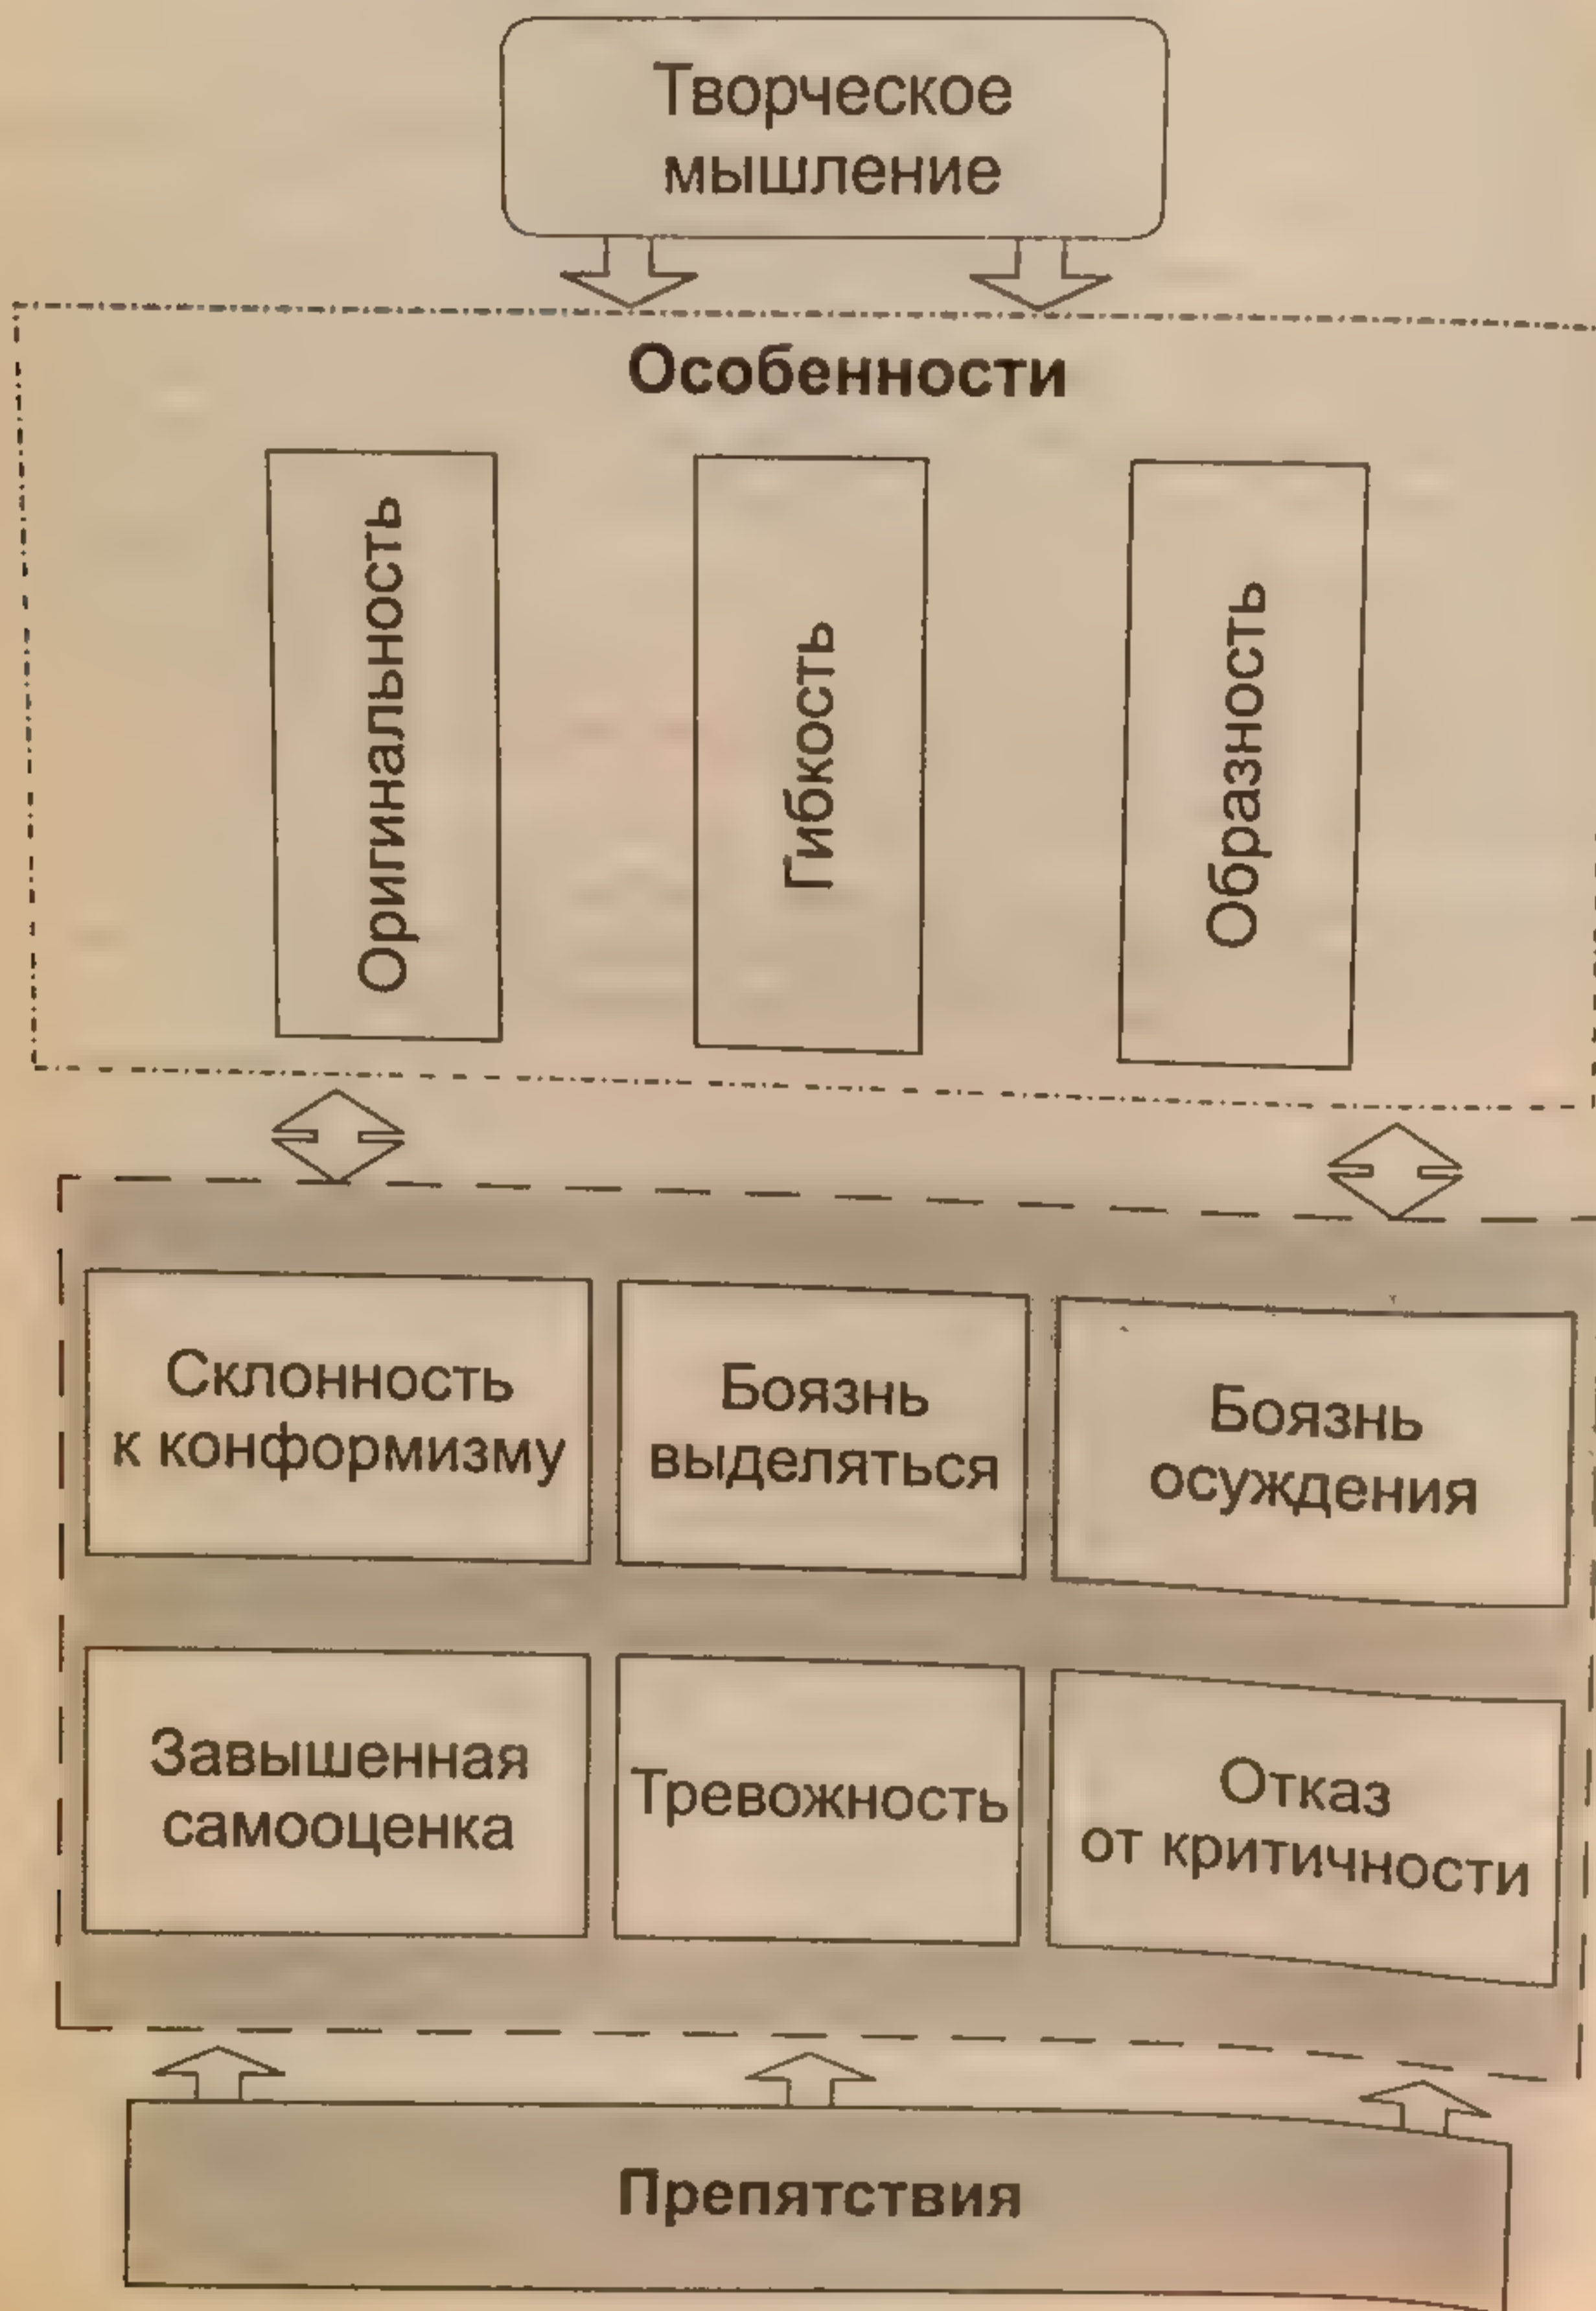 Творческое
мышление
Особенности
Оригинальность
Гибкость
Образность
Склонность
к конформизму
Боязнь
выделяться
Боязнь
осуждения
Завышенная
самооценка
Тревожность
Отказ
от критичности
Препятствия